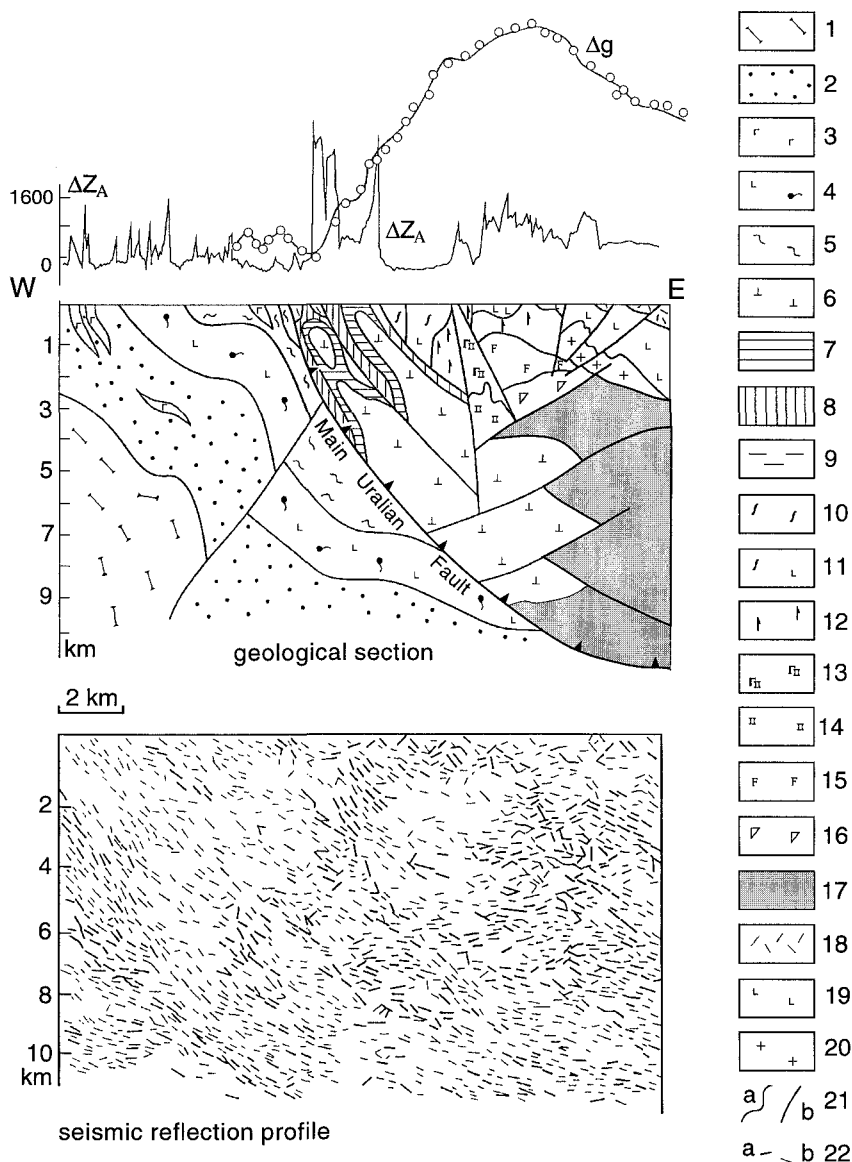 Δg
ΔZA
1600
0
ΔZA
W
E
1
3
5
7
9
km
Main Uralian Fault
geological section
2 km
2
4
6
8
10
km
seismic reflection profile
1
2
3
4
5
6
7
8
9
10
11
12
13
14
15
16
17
18
19
20
a b 21
a b 22